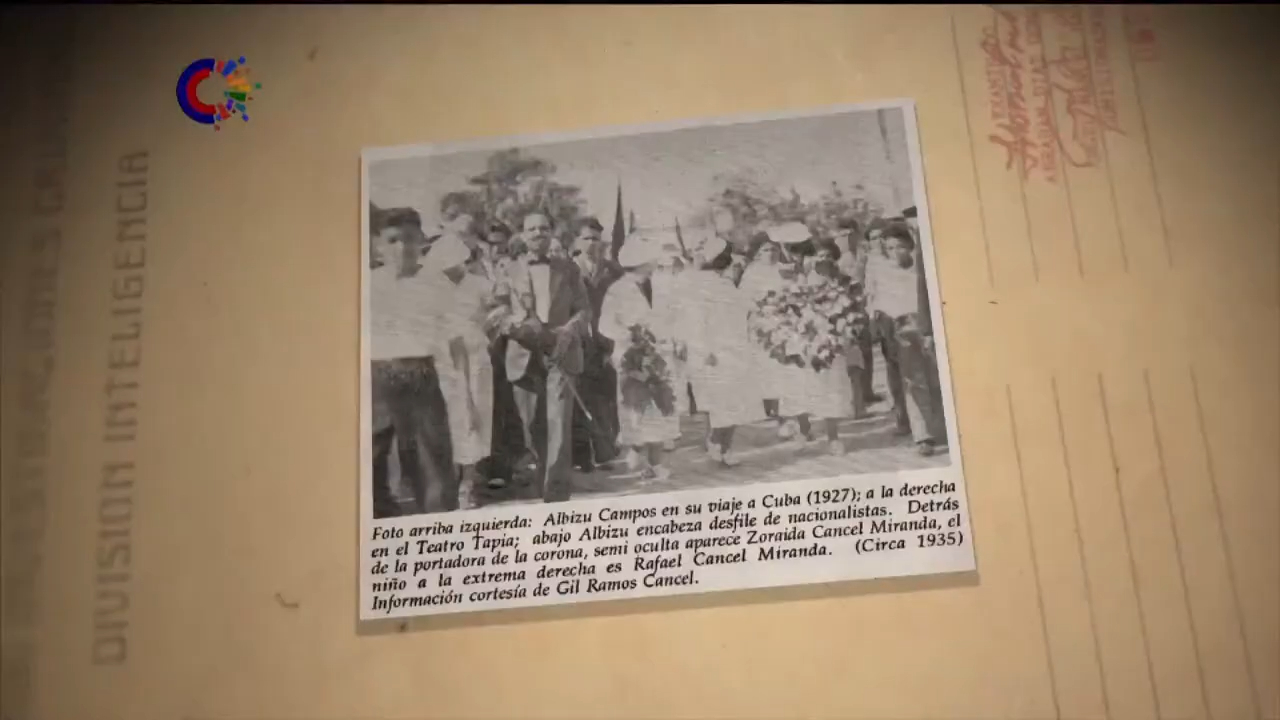 Foto arriba izquierda: Albizu Campos en su viaje a Cuba (1927); a la derecha
en el Teatro Tapia; abajo Albizu encabeza desfile de nacionalistas. Detrás
de la portadora de la corona, semi oculta aparece Zoraida Cancel Miranda, el
niño a la extrema derecha es Rafael Cancel Miranda. (Circa 1935)
Información cortesía de Gil Ramos Cancel.
DIVISION INTELIGENCIA